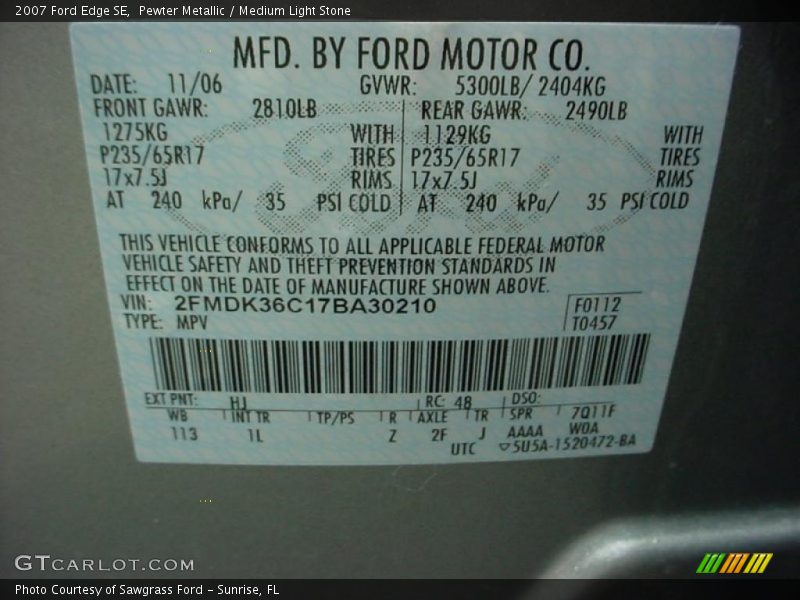 2007 Ford Edge SE,  Pewter Metallic / Medium Light Stone
MFD. BY FORD MOTOR CO.
DATE: 11/06 GVWR: 5300LB/ 2404KG
FRONT GAWR: 2810LB REAR GAWR: 2490LB
1275KG WITH 1129KG WITH
P235/65R17 TIRES P235/65R17 TIRES
17x7.5J RIMS 17x7.5J RIMS
AT 240 kPa/ 35 PSI COLD AT 240 kPa/ 35 PSI COLD
THIS VEHICLE CONFORMS TO ALL APPLICABLE FEDERAL MOTOR
VEHICLE SAFETY AND THEFT PREVENTION STANDARDS IN
EFFECT ON THE DATE OF MANUFACTURE SHOWN ABOVE.
VIN: 2FMDK36C17BA30210 F0112
TYPE: MPV T0457
EXT PNT: HJ RC: 48 DSO:
WB INT TR TP/PS R AXLE TR SPR 7Q11F
113 1L Z 2F J AAAA W0A
UTC ▽5U5A-1520472-BA
GTCARLOT.COM
Photo Courtesy of Sawgrass Ford - Sunrise, FL